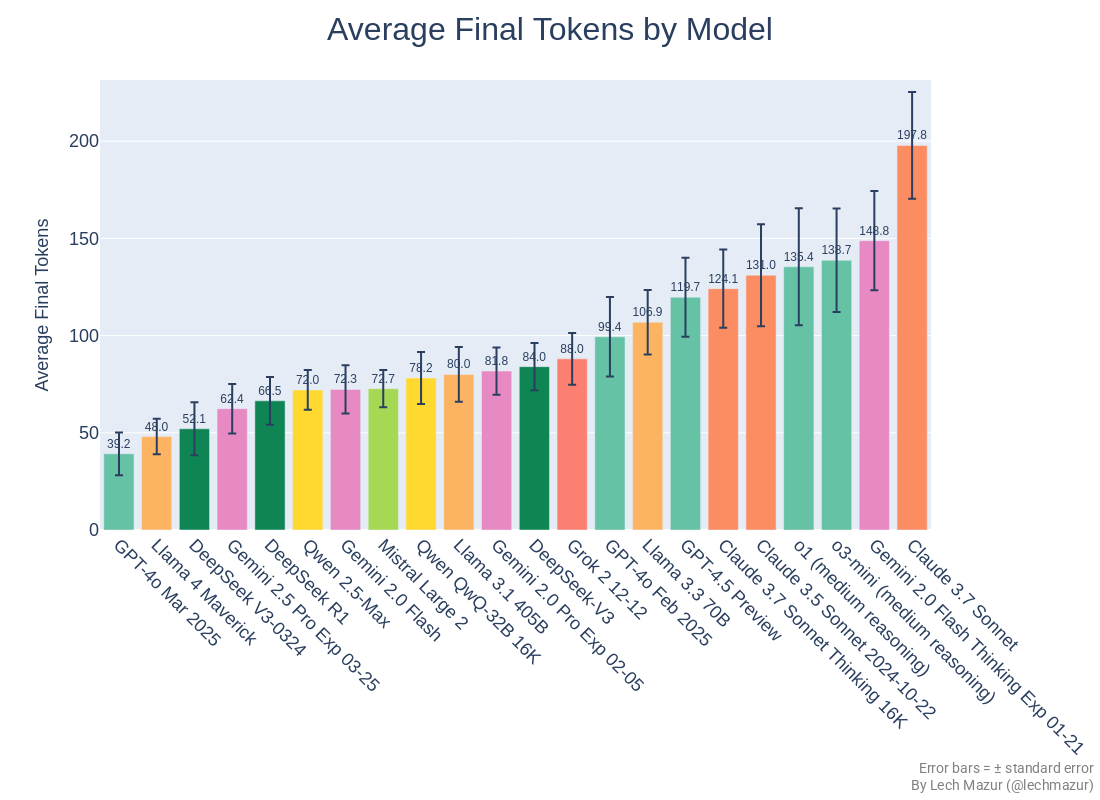 Average Final Tokens by Model
Average Final Tokens
200
150
100
50
0
39.2
48.0
52.1
62.4
66.5
72.0
72.3
72.7
78.2
80.0
81.8
84.0
88.0
99.4
106.9
119.7
124.1
131.0
135.4
138.7
148.8
197.8
GPT-4o Mar 2025
Llama 4 Maverick
DeepSeek V3-0324
Gemini 2.5 Pro Exp 03-25
DeepSeek R1
Qwen 2.5-Max
Gemini 2.0 Flash
Mistral Large 2
Qwen QwQ-32B 16K
Llama 3.1 405B
Gemini 2.0 Pro Exp 02-05
DeepSeek-V3
Grok 2 12-12
GPT-4o Feb 2025
Llama 3.3 70B
GPT-4.5 Preview
Claude 3.7 Sonnet Thinking 16K
Claude 3.5 Sonnet 2024-10-22
o1 (medium reasoning)
o3-mini (medium reasoning)
Gemini 2.0 Flash Thinking Exp 01-21
Claude 3.7 Sonnet
Error bars = ± standard error
By Lech Mazur (@lechmazur)